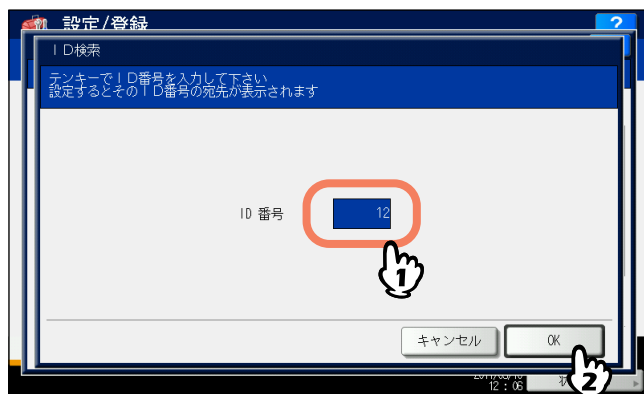 設定/登録
?
ID検索
テンキーでID番号を入力して下さい
設定するとそのID番号の宛先が表示されます
ID 番号
12
1
キャンセル
OK
2
12:06